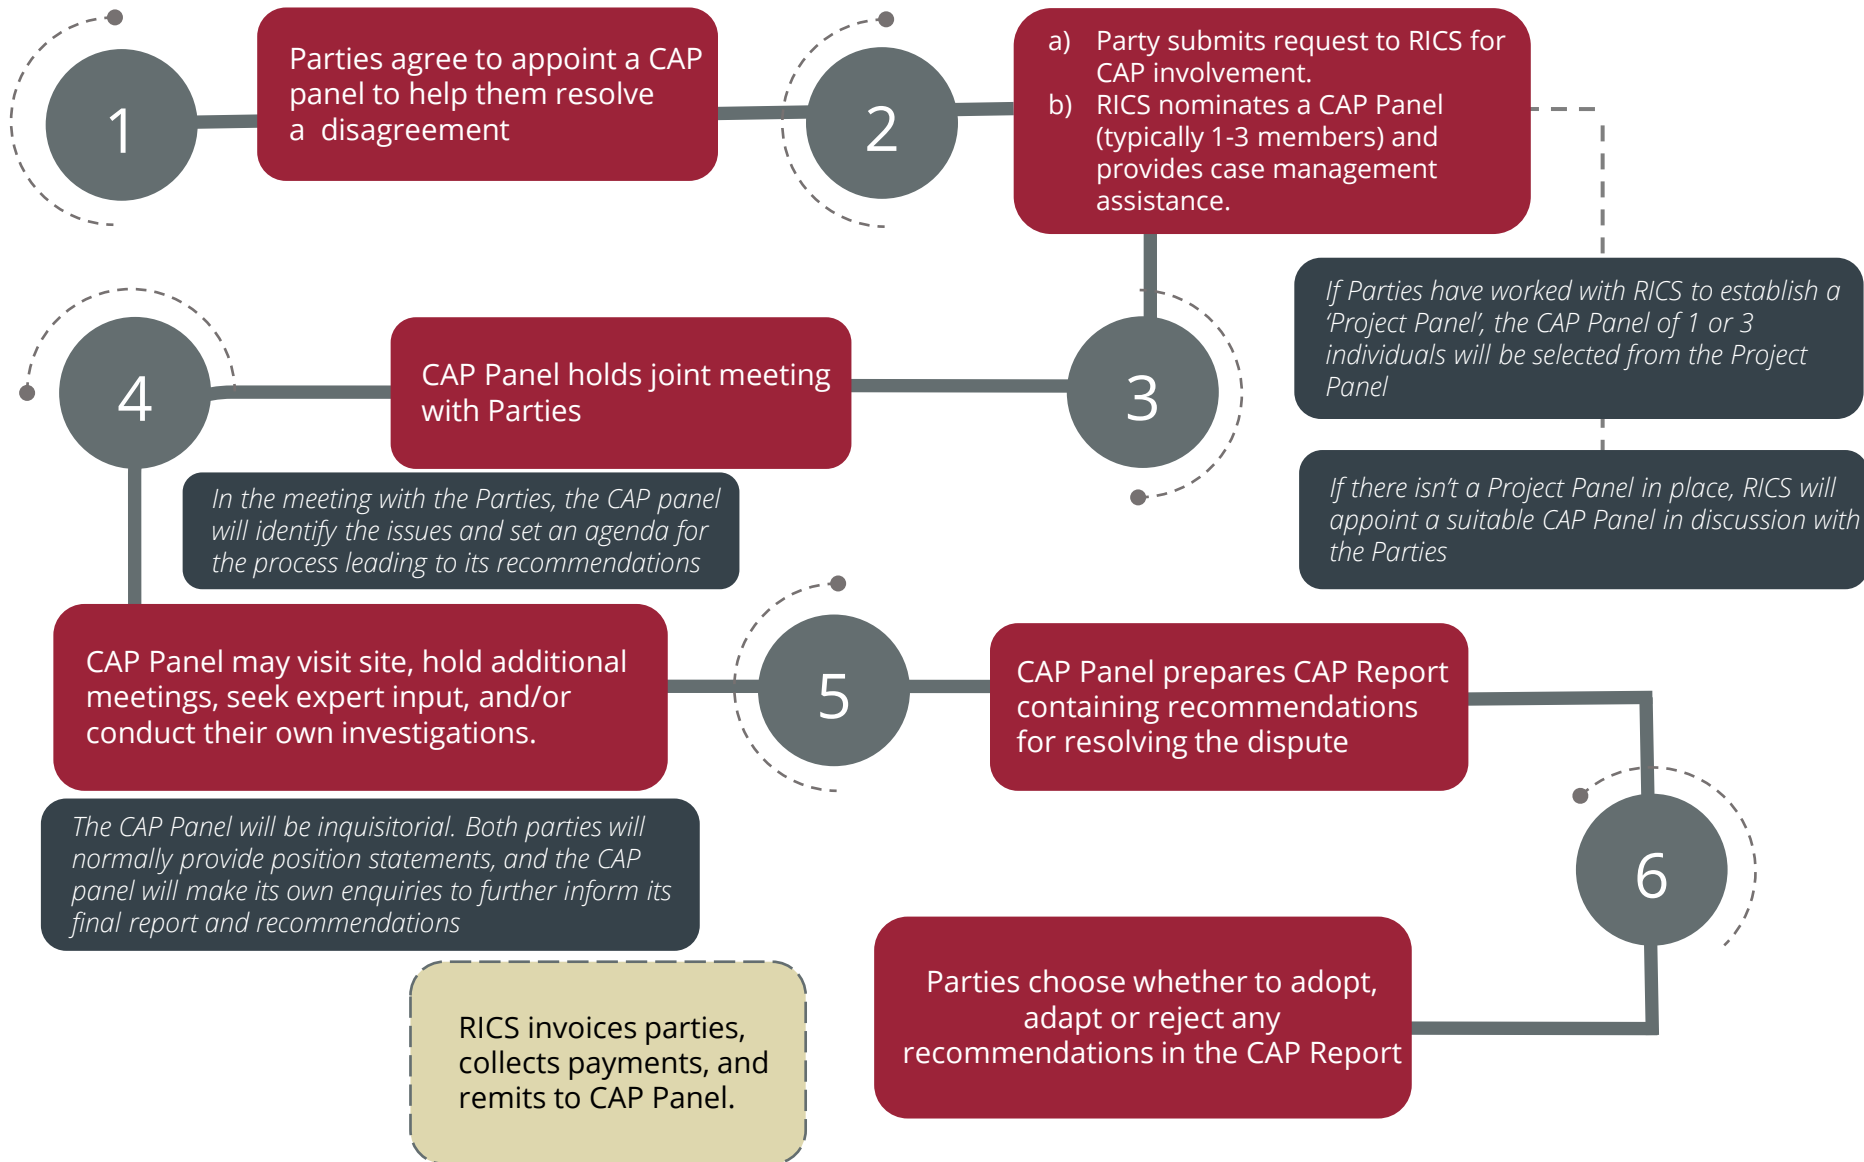 1
Parties agree to appoint a CAP
panel to help them resolve
a disagreement
2
a) Party submits request to RICS for
CAP involvement.
b) RICS nominates a CAP Panel
(typically 1-3 members) and
provides case management
assistance.
If Parties have worked with RICS to establish a
‘Project Panel’, the CAP Panel of 1 or 3
individuals will be selected from the Project
Panel
If there isn’t a Project Panel in place, RICS will
appoint a suitable CAP Panel in discussion with
the Parties
3
CAP Panel holds joint meeting
with Parties
In the meeting with the Parties, the CAP panel
will identify the issues and set an agenda for
the process leading to its recommendations
4
CAP Panel may visit site, hold additional
meetings, seek expert input, and/or
conduct their own investigations.
The CAP Panel will be inquisitorial. Both parties will
normally provide position statements, and the CAP
panel will make its own enquiries to further inform its
final report and recommendations
5
CAP Panel prepares CAP Report
containing recommendations
for resolving the dispute
6
Parties choose whether to adopt,
adapt or reject any
recommendations in the CAP Report
RICS invoices parties,
collects payments, and
remits to CAP Panel.